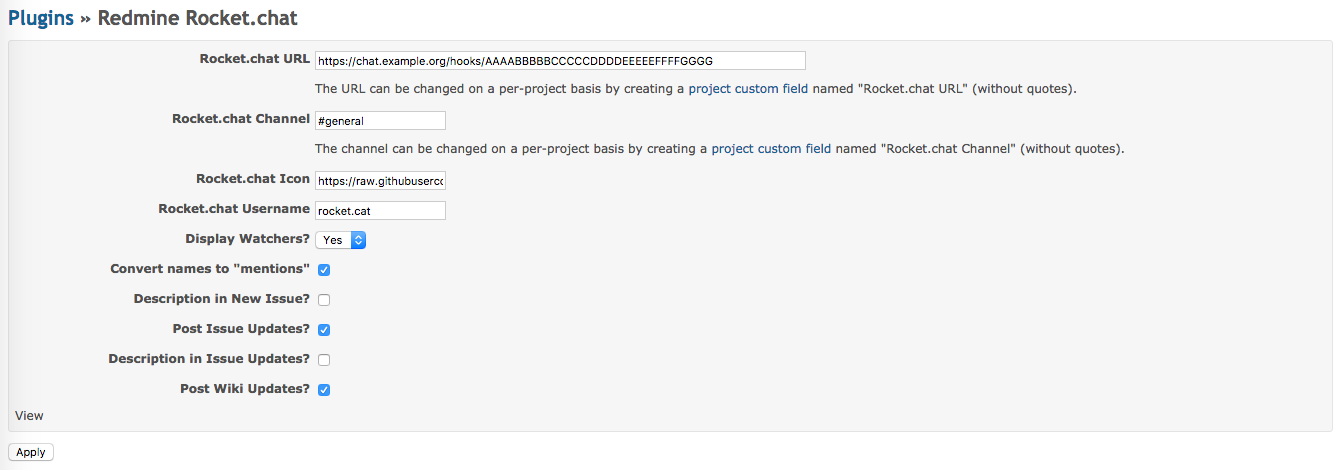 Plugins » Redmine Rocket.chat
Rocket.chat URL https://chat.example.org/hooks/AAAABBBBBCCCCCDDDDEEEEEFFFFGGGG
The URL can be changed on a per-project basis by creating a project custom field named "Rocket.chat URL" (without quotes).
Rocket.chat Channel #general
The channel can be changed on a per-project basis by creating a project custom field named "Rocket.chat Channel" (without quotes).
Rocket.chat Icon https://raw.githubuserco
Rocket.chat Username rocket.cat
Display Watchers? Yes
Convert names to "mentions"
Description in New Issue?
Post Issue Updates?
Description in Issue Updates?
Post Wiki Updates?
View
Apply